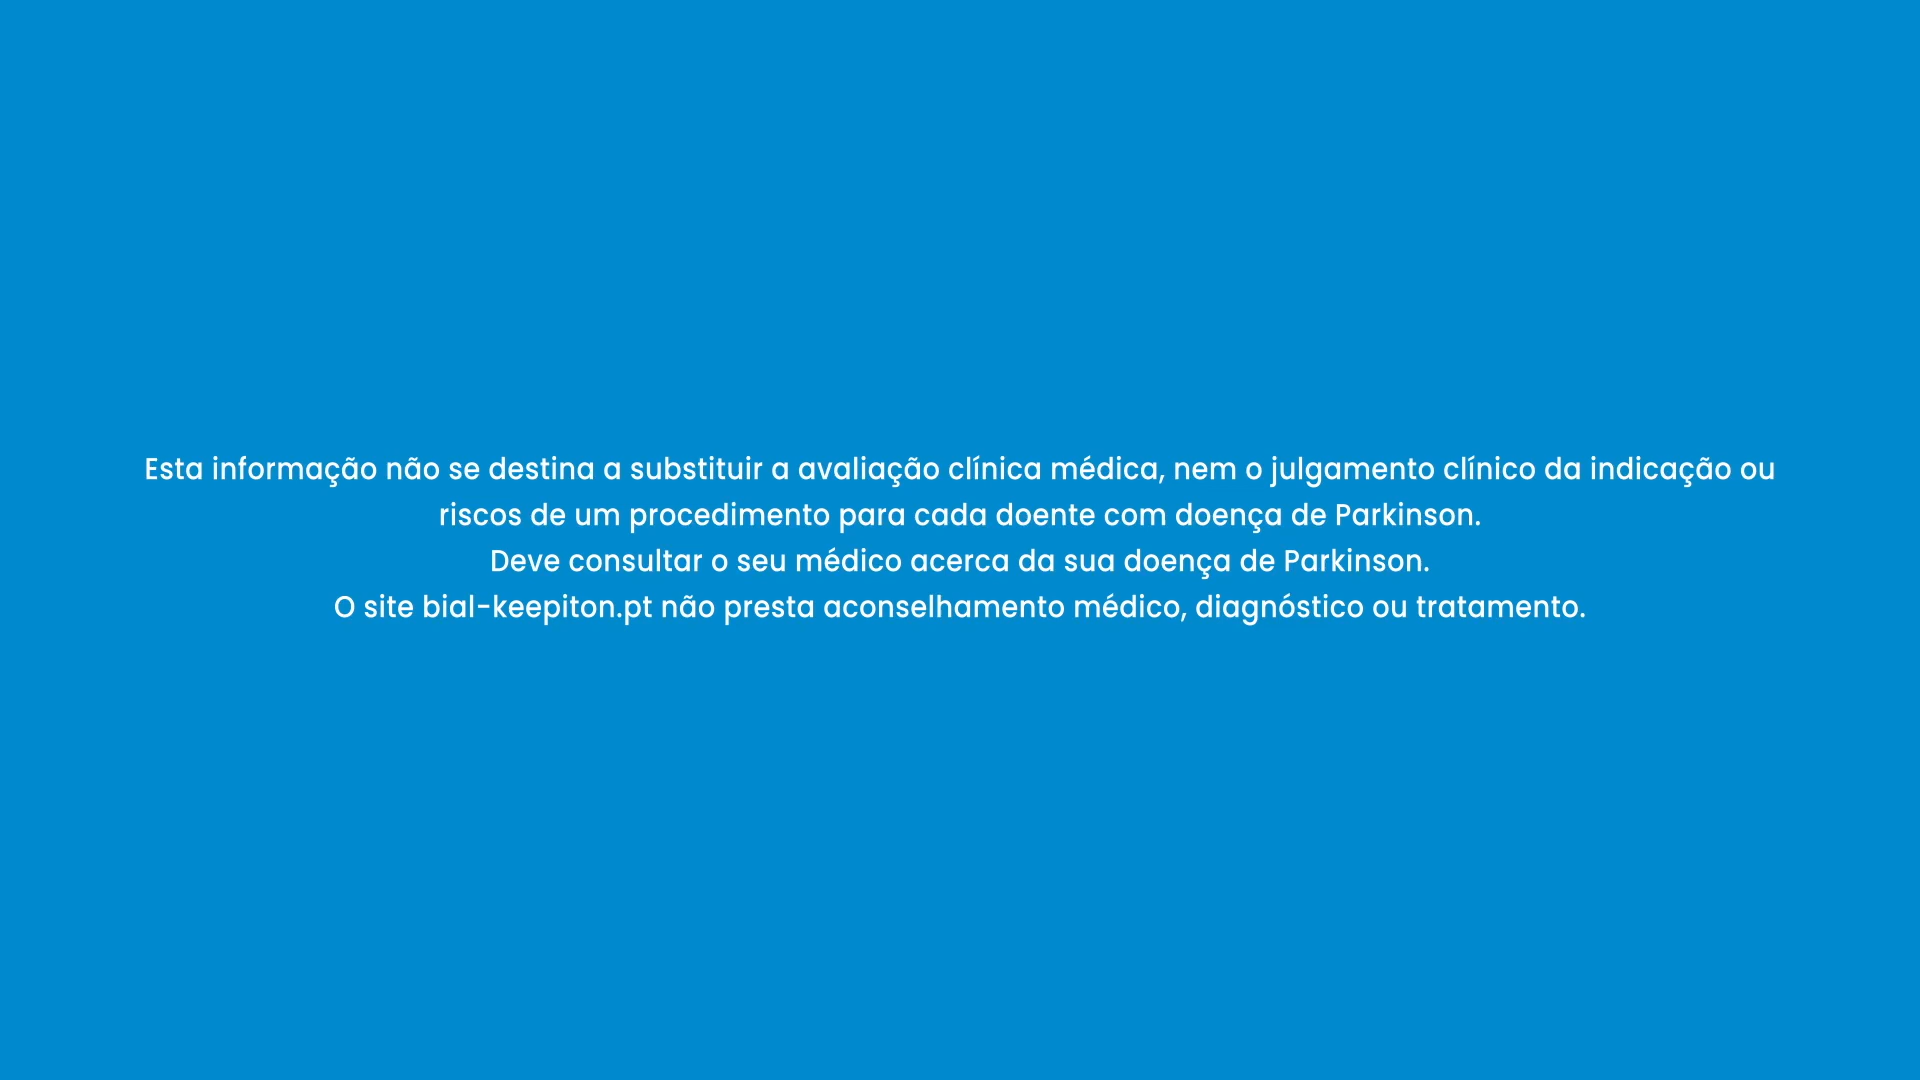 Esta informação não se destina a substituir a avaliação clínica médica, nem o julgamento clínico da indicação ou
riscos de um procedimento para cada doente com doença de Parkinson.
Deve consultar o seu médico acerca da sua doença de Parkinson.
O site bial-keepiton.pt não presta aconselhamento médico, diagnóstico ou tratamento.